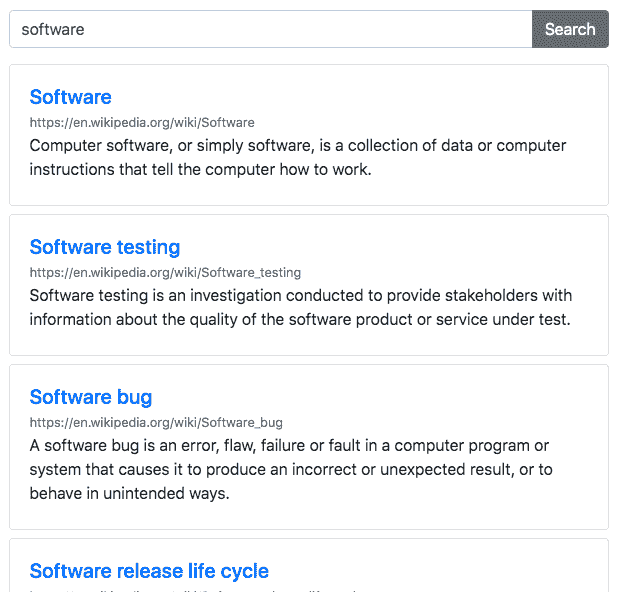 software
Search
Software
https://en.wikipedia.org/wiki/Software
Computer software, or simply software, is a collection of data or computer
instructions that tell the computer how to work.
Software testing
https://en.wikipedia.org/wiki/Software_testing
Software testing is an investigation conducted to provide stakeholders with
information about the quality of the software product or service under test.
Software bug
https://en.wikipedia.org/wiki/Software_bug
A software bug is an error, flaw, failure or fault in a computer program or
system that causes it to produce an incorrect or unexpected result, or to
behave in unintended ways.
Software release life cycle